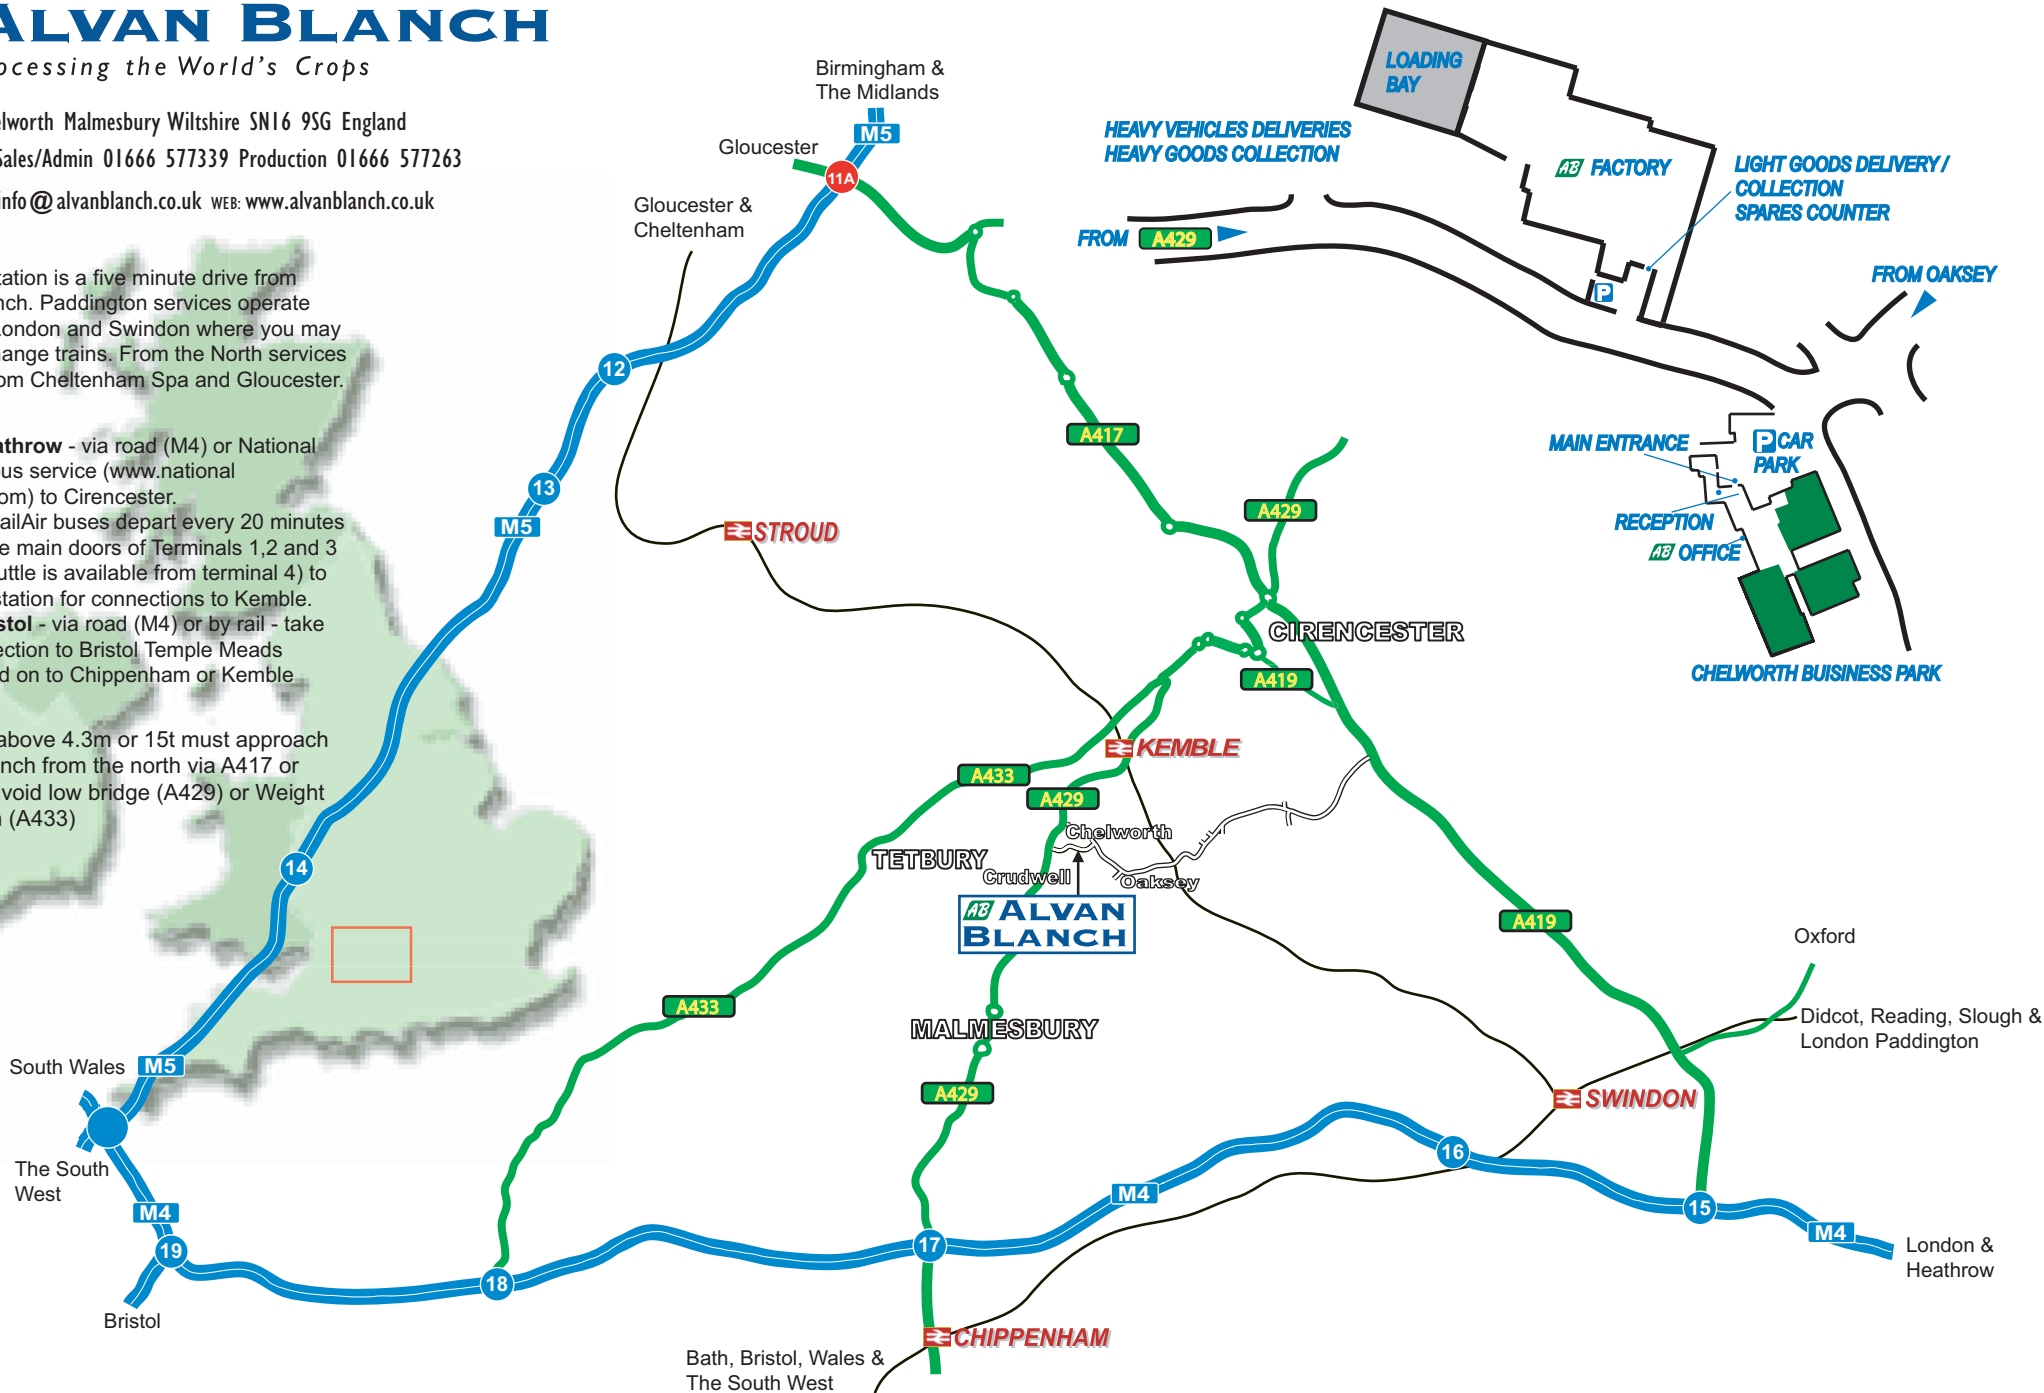 ALVAN BLANCH
ocessing the World's Crops
elworth Malmesbury Wiltshire SN16 9SG England
Sales/Admin 01666 577339 Production 01666 577263
info@alvanblanch.co.uk WEB: www.alvanblanch.co.uk
tation is a five minute drive from
nch. Paddington services operate
London and Swindon where you may
hange trains. From the North services
om Cheltenham Spa and Gloucester.
athrow - via road (M4) or National
bus service (www.national
om) to Cirencester.
RailAir buses depart every 20 minutes
e main doors of Terminals 1,2 and 3
uttle is available from terminal 4) to
station for connections to Kemble.
stol - via road (M4) or by rail - take
ection to Bristol Temple Meads
d on to Chippenham or Kemble
above 4.3m or 15t must approach
nch from the north via A417 or
void low bridge (A429) or Weight
n (A433)
Birmingham &
The Midlands
M5
Gloucester
11A
Gloucester &
Cheltenham
12
13
M5
14
South Wales
M5
The South
West
M4
19
Bristol
18
17
M4
16
15
M4
London &
Heathrow
A417
A429
STROUD
CIRENCESTER
A419
KEMBLE
A433
A429
Chelworth
TETBURY
Crudwell
Oaksey
AB ALVAN
BLANCH
A433
MALMESBURY
A429
A419
Oxford
Didcot, Reading, Slough &
London Paddington
SWINDON
CHIPPENHAM
Bath, Bristol, Wales &
The South West
LOADING
BAY
HEAVY VEHICLES DELIVERIES
HEAVY GOODS COLLECTION
AB FACTORY
LIGHT GOODS DELIVERY /
COLLECTION
SPARES COUNTER
FROM A429
P
FROM OAKSEY
MAIN ENTRANCE
P CAR
PARK
RECEPTION
AB OFFICE
CHELWORTH BUISINESS PARK